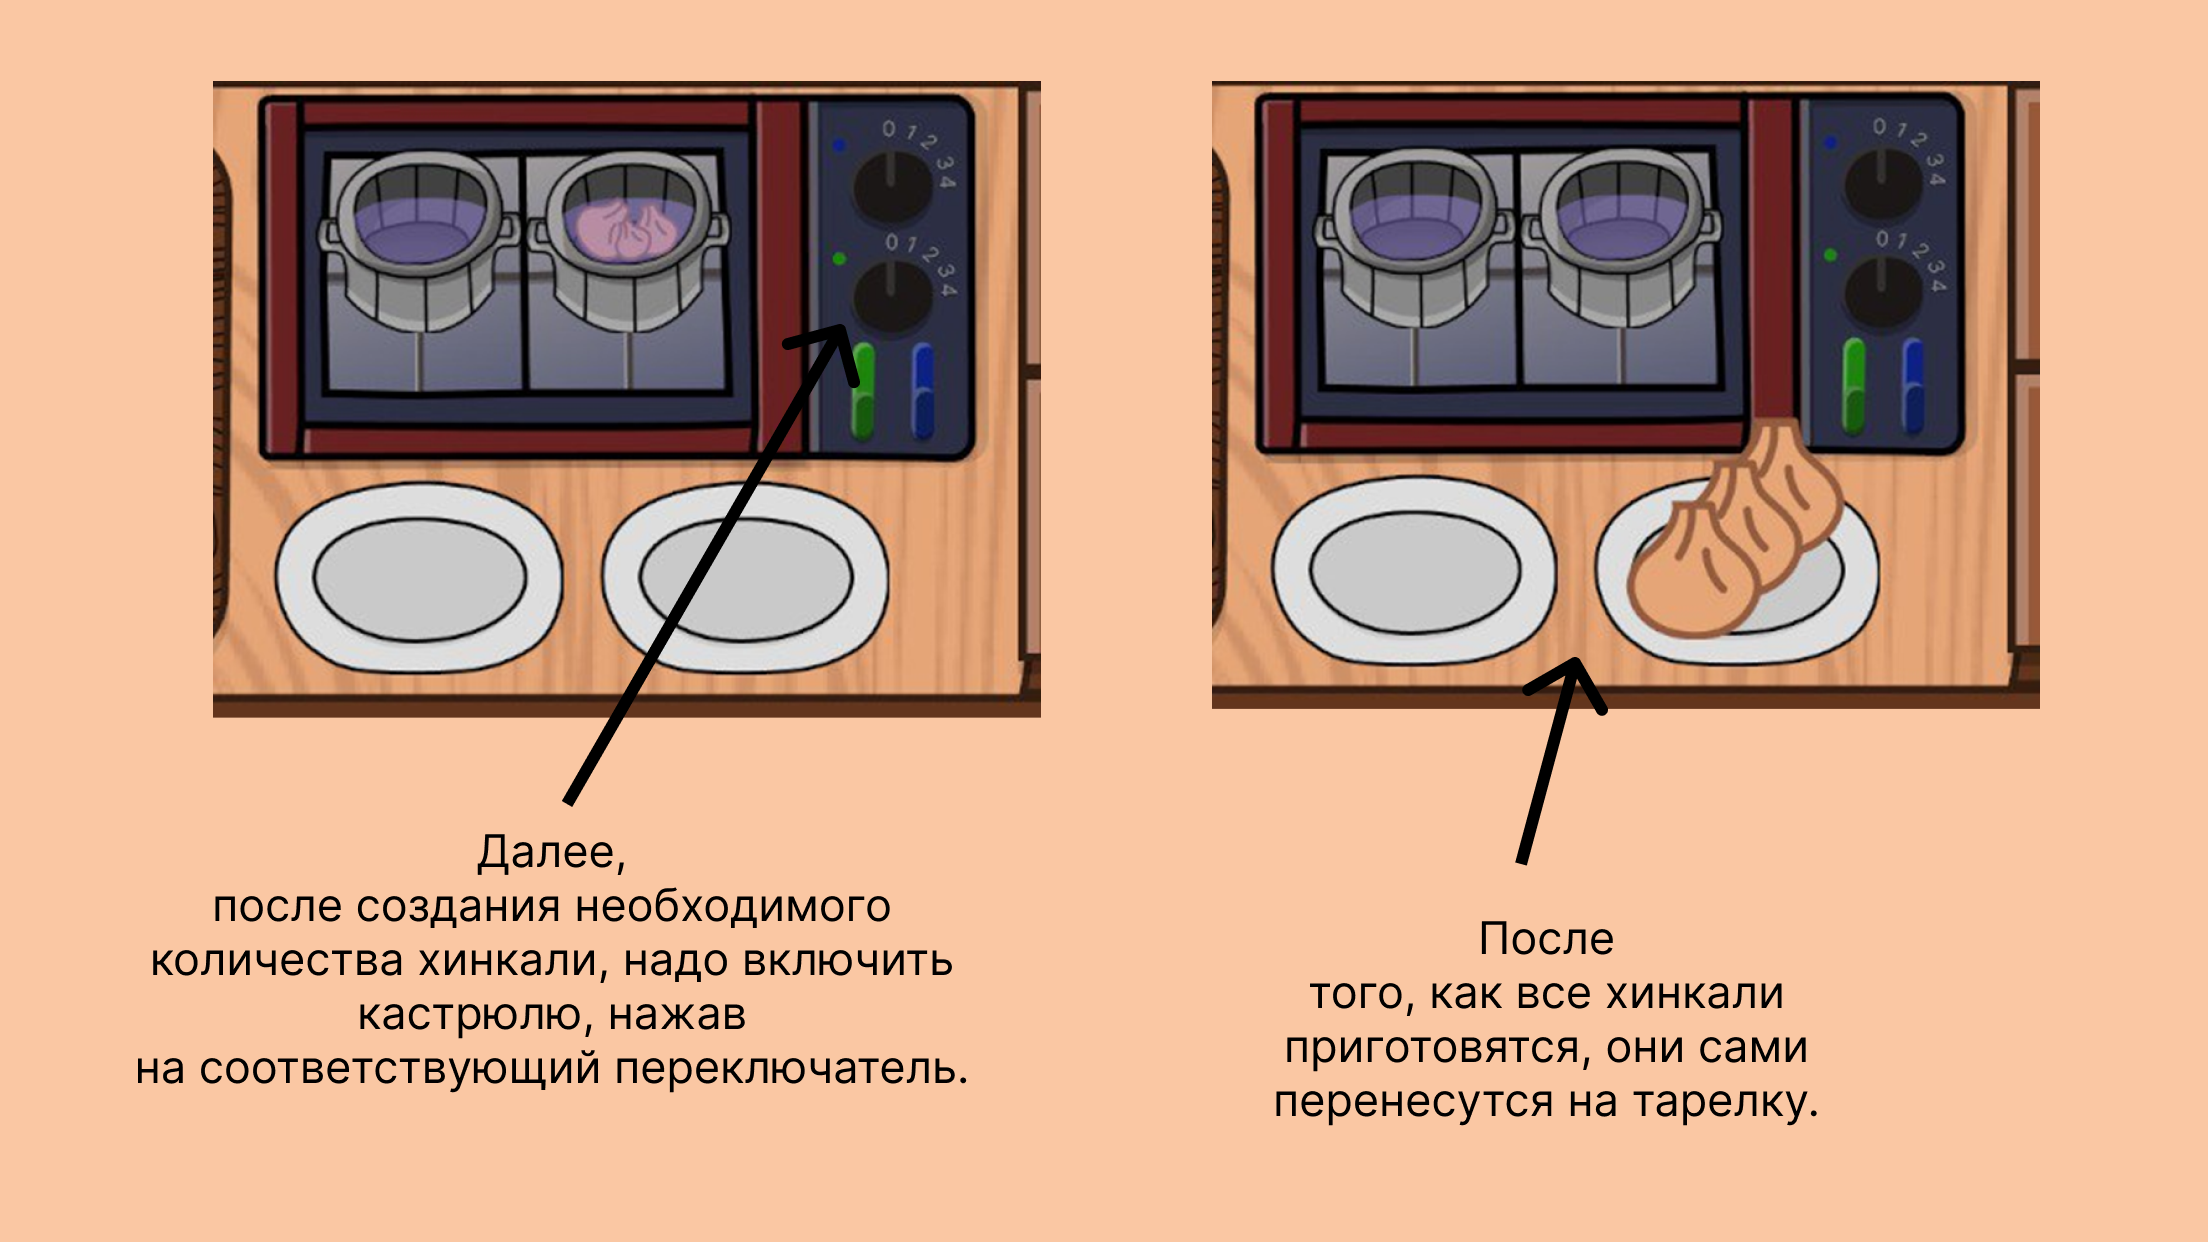 0 1 2 3 4
0 1 2 3 4
0 1 2 3 4
0 1 2 3 4
Далее,
после создания необходимого
количества хинкали, надо включить
кастрюлю, нажав
на соответствующий переключатель.
После
того, как все хинкали
приготовятся, они сами
перенесутся на тарелку.